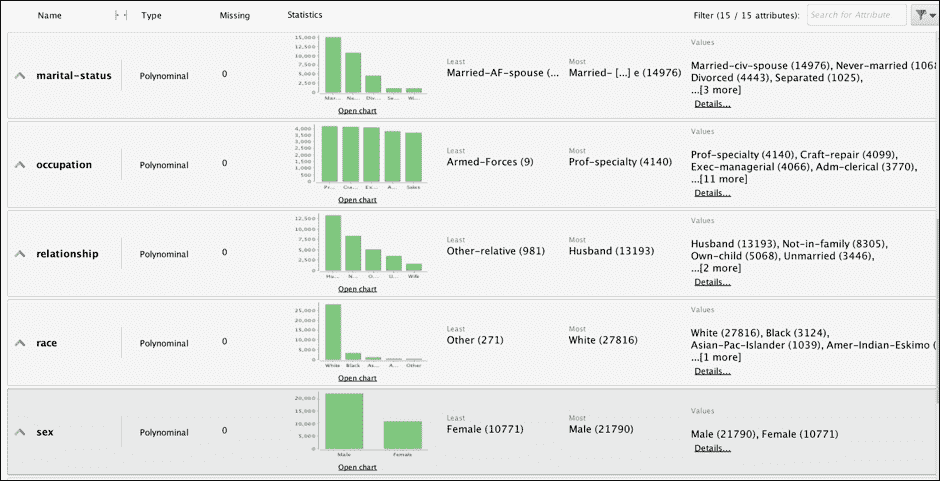 Name Type Missing Statistics Filter (15 / 15 attributes): Search for Attribute
marital-status Polynominal 0
15,000
12,500
10,000
7,500
5,000
2,500
0
Mar... Ne... Div... Se... Wi...
Open chart
Least
Married-AF-spouse (...
Most
Married- [...] e (14976)
Values
Married-civ-spouse (14976), Never-married (1068
Divorced (4443), Separated (1025),
...[3 more]
Details...
occupation Polynominal 0
4,000
3,500
3,000
2,500
2,000
1,500
1,000
500
0
Pr... Cra... Ex... A... Sales
Open chart
Least
Armed-Forces (9)
Most
Prof-specialty (4140)
Values
Prof-specialty (4140), Craft-repair (4099),
Exec-managerial (4066), Adm-clerical (3770),
...[11 more]
Details...
relationship Polynominal 0
12,500
10,000
7,500
5,000
2,500
0
Hu... N... O... U... Wife
Open chart
Least
Other-relative (981)
Most
Husband (13193)
Values
Husband (13193), Not-in-family (8305),
Own-child (5068), Unmarried (3446),
...[2 more]
Details...
race Polynominal 0
25,000
20,000
15,000
10,000
5,000
0
White Black As... A... Other
Open chart
Least
Other (271)
Most
White (27816)
Values
White (27816), Black (3124),
Asian-Pac-Islander (1039), Amer-Indian-Eskimo (
...[1 more]
Details...
sex Polynominal 0
20,000
15,000
10,000
5,000
0
Male Female
Open chart
Least
Female (10771)
Most
Male (21790)
Values
Male (21790), Female (10771)
Details...